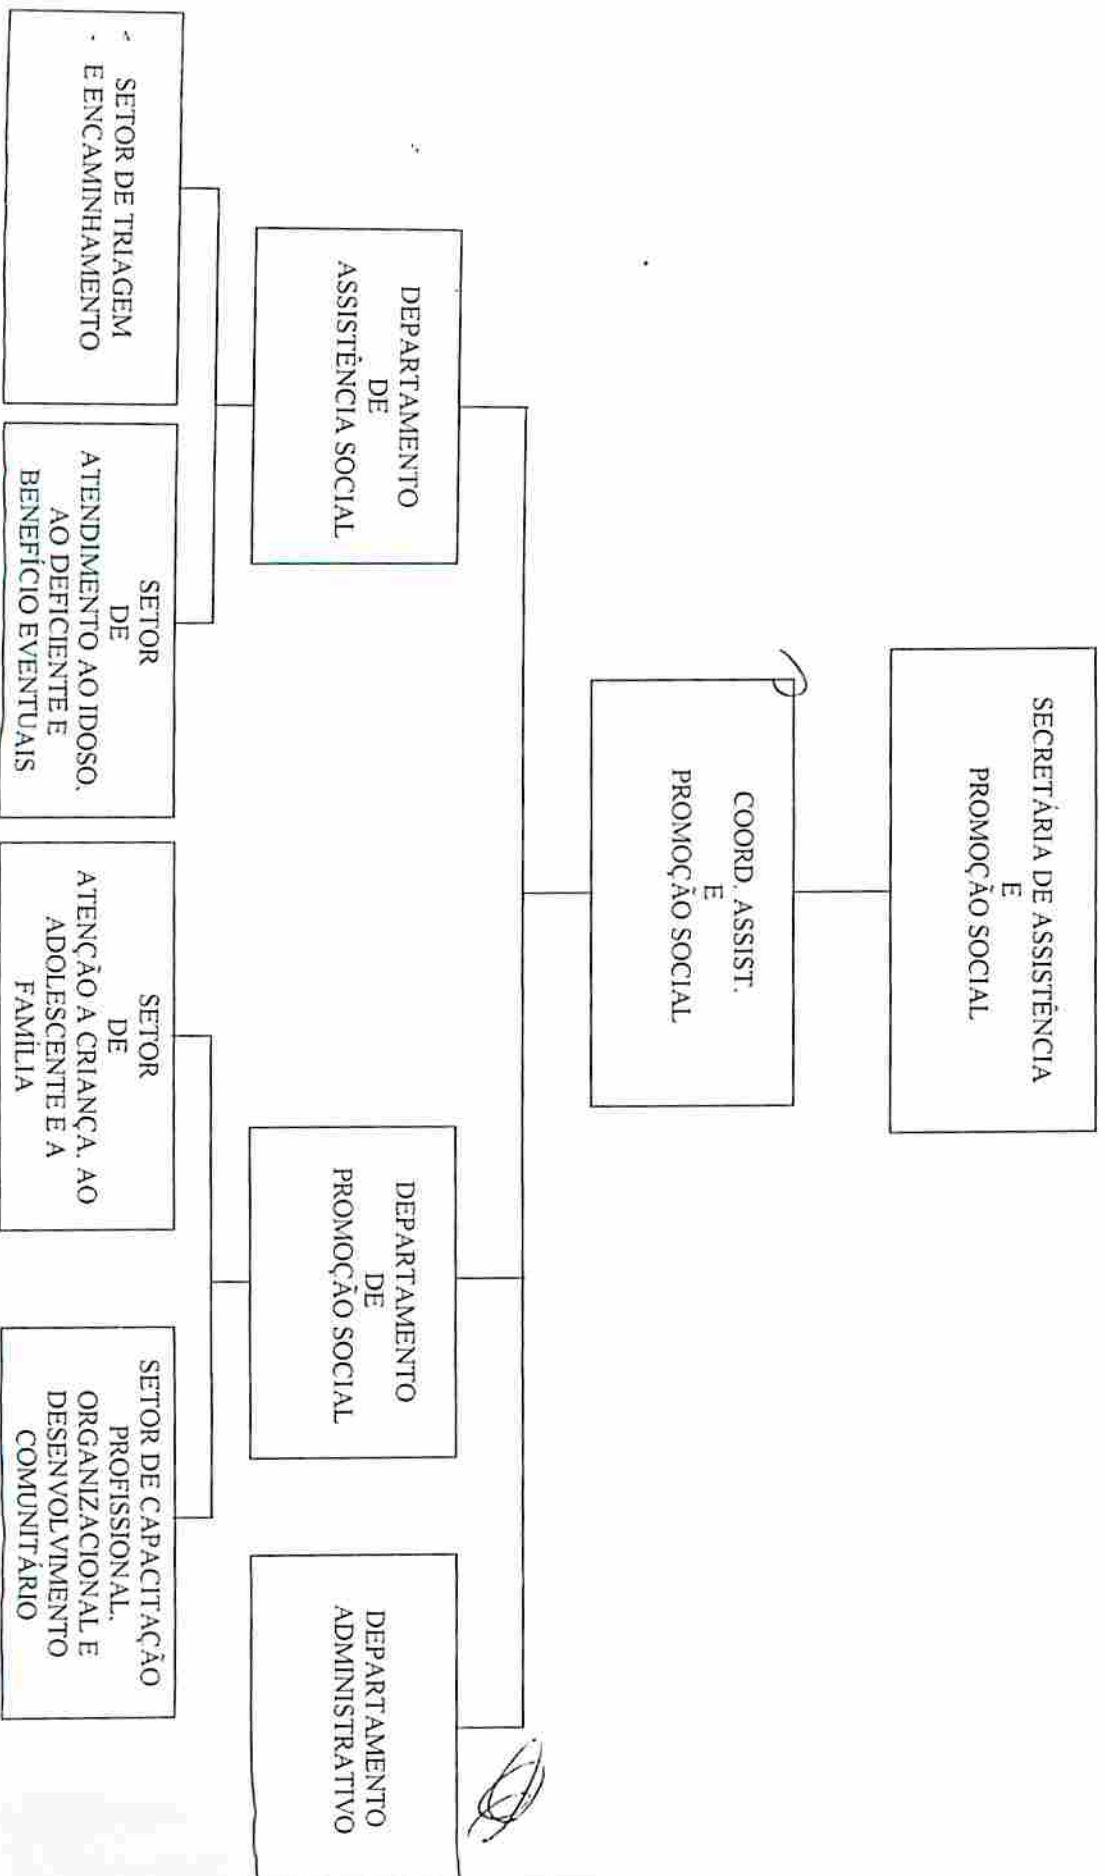 SECRETÁRIA DE ASSISTÊNCIA
E
PROMOÇÃO SOCIAL
COORD. ASSIST.
E
PROMOÇÃO SOCIAL
DEPARTAMENTO
DE
ASSISTÊNCIA SOCIAL
DEPARTAMENTO
DE
PROMOÇÃO SOCIAL
DEPARTAMENTO
ADMINISTRATIVO
SETOR DE TRIAGEM
E ENCAMINHAMENTO
SETOR
DE
ATENDIMENTO AO IDOSO,
AO DEFICIENTE E
BENEFÍCIO EVENTUAIS
SETOR
DE
ATENÇÃO A CRIANÇA, AO
ADOLESCENTE E A
FAMÍLIA
SETOR DE CAPACITAÇÃO
PROFISSIONAL,
ORGANIZACIONAL E
DESENVOLVIMENTO
COMUNITÁRIO